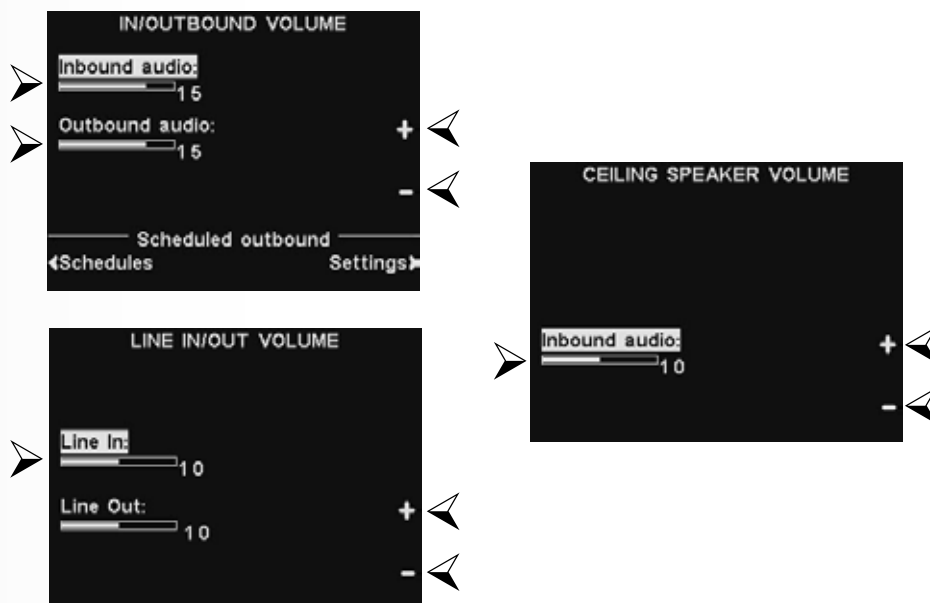 IN/OUTBOUND VOLUME
Inbound audio:
15
Outbound audio:
15
+
-
Scheduled outbound
Schedules Settings
CEILING SPEAKER VOLUME
Inbound audio:
10
+
-
LINE IN/OUT VOLUME
Line In:
10
Line Out:
10
+
-